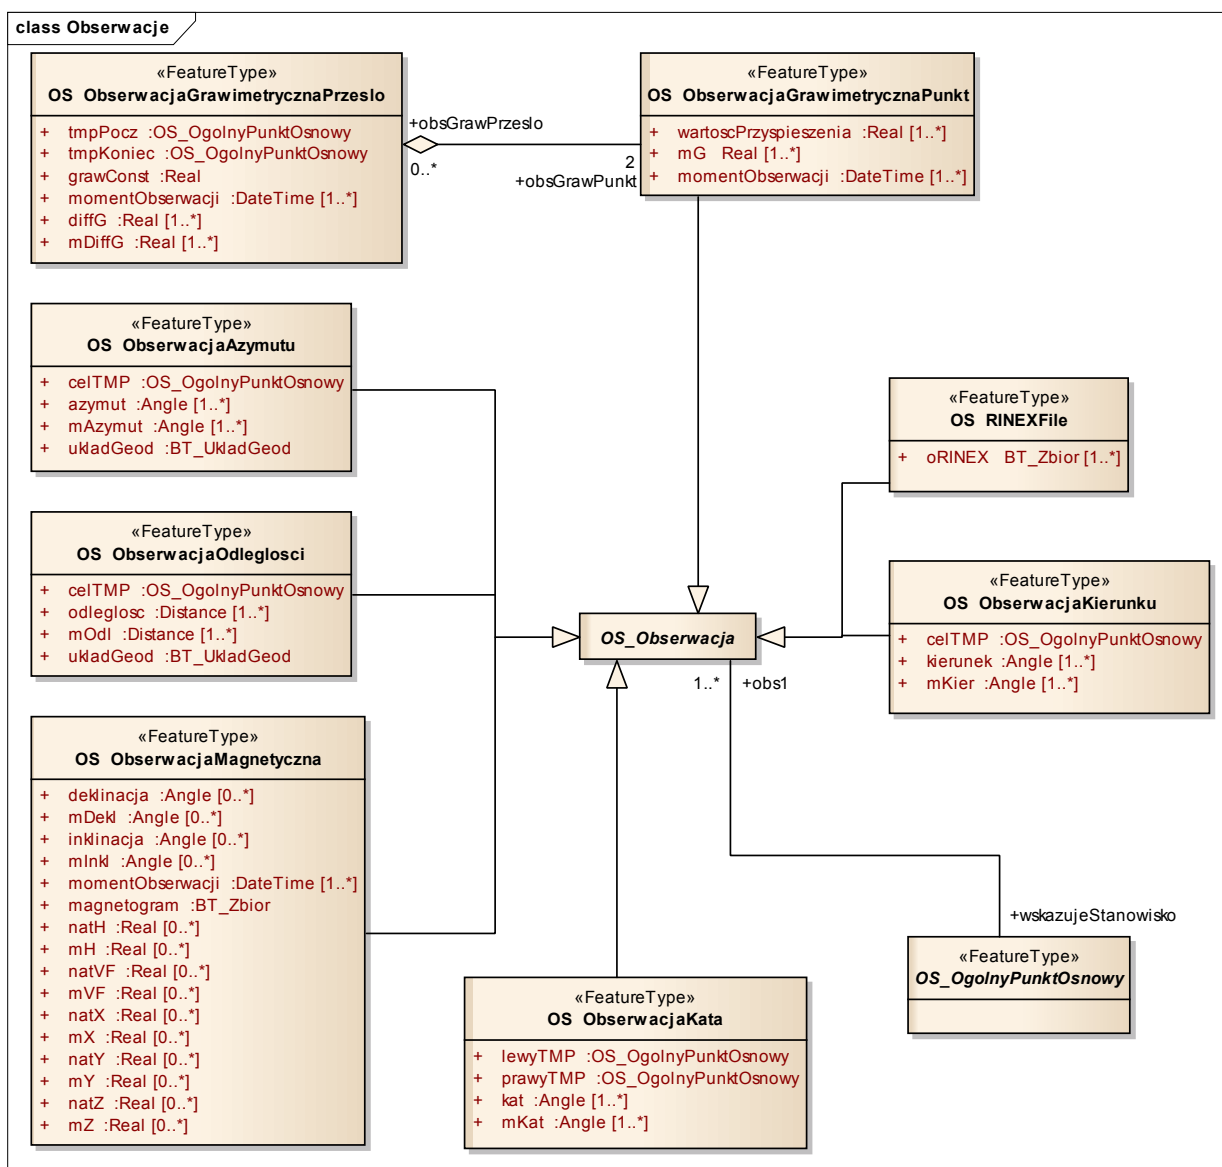 class Obserwacje
«FeatureType»
OS_ObserwacjaGrawimetrycznaPrzeslo
+ tmpPocz :OS_OgolnyPunktOsnowy
+ tmpKoniec :OS_OgolnyPunktOsnowy
+ grawConst :Real
+ momentObserwacji :DateTime [1..*]
+ diffG :Real [1..*]
+ mDiffG :Real [1..*]
+obsGrawPrzeslo
0..*
2
+obsGrawPunkt
«FeatureType»
OS_ObserwacjaGrawimetrycznaPunkt
+ wartoscPrzyspieszenia :Real [1..*]
+ mG Real [1..*]
+ momentObserwacji :DateTime [1..*]
«FeatureType»
OS_ObserwacjaAzymutu
+ celTMP :OS_OgolnyPunktOsnowy
+ azymut :Angle [1..*]
+ mAzymut :Angle [1..*]
+ ukladGeod :BT_UkladGeod
«FeatureType»
OS_RINEXFile
+ oRINEX BT_Zbior [1..*]
«FeatureType»
OS_ObserwacjaOdleglosci
+ celTMP :OS_OgolnyPunktOsnowy
+ odleglosc :Distance [1..*]
+ mOdl :Distance [1..*]
+ ukladGeod :BT_UkladGeod
«FeatureType»
OS_ObserwacjaKierunku
+ celTMP :OS_OgolnyPunktOsnowy
+ kierunek :Angle [1..*]
+ mKier :Angle [1..*]
OS_Obserwacja
1..*
+obs1
«FeatureType»
OS_ObserwacjaMagnetyczna
+ deklinacja :Angle [0..*]
+ mDekl :Angle [0..*]
+ inklinacja :Angle [0..*]
+ mInkl :Angle [0..*]
+ momentObserwacji :DateTime [1..*]
+ magnetogram :BT_Zbior
+ natH :Real [0..*]
+ mH :Real [0..*]
+ natVF :Real [0..*]
+ mVF :Real [0..*]
+ natX :Real [0..*]
+ mX :Real [0..*]
+ natY :Real [0..*]
+ mY :Real [0..*]
+ natZ :Real [0..*]
+ mZ :Real [0..*]
+wskazujeStanowisko
«FeatureType»
OS_OgolnyPunktOsnowy
«FeatureType»
OS_ObserwacjaKata
+ lewyTMP :OS_OgolnyPunktOsnowy
+ prawyTMP :OS_OgolnyPunktOsnowy
+ kat :Angle [1..*]
+ mKat :Angle [1..*]